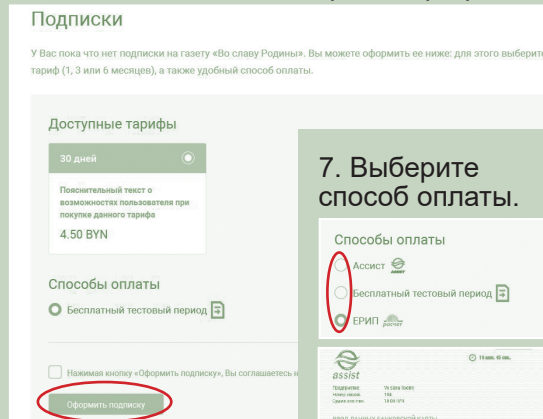 Подписки
У Вас пока что нет подписки на газету «Во славу Родины». Вы можете оформить ее ниже: для этого выберите
тариф (1, 3 или 6 месяцев), а также удобный способ оплаты.
Доступные тарифы
30 дней
Пояснительный текст о
возможностях пользователя при
покупке данного тарифа
4.50 BYN
Способы оплаты
Бесплатный тестовый период
Нажимая кнопку «Оформить подписку», Вы соглашаетесь
Оформить подписку
7. Выберите
способ оплаты.
Способы оплаты
Ассист
Бесплатный тестовый период
ЕРИП расчет
assist